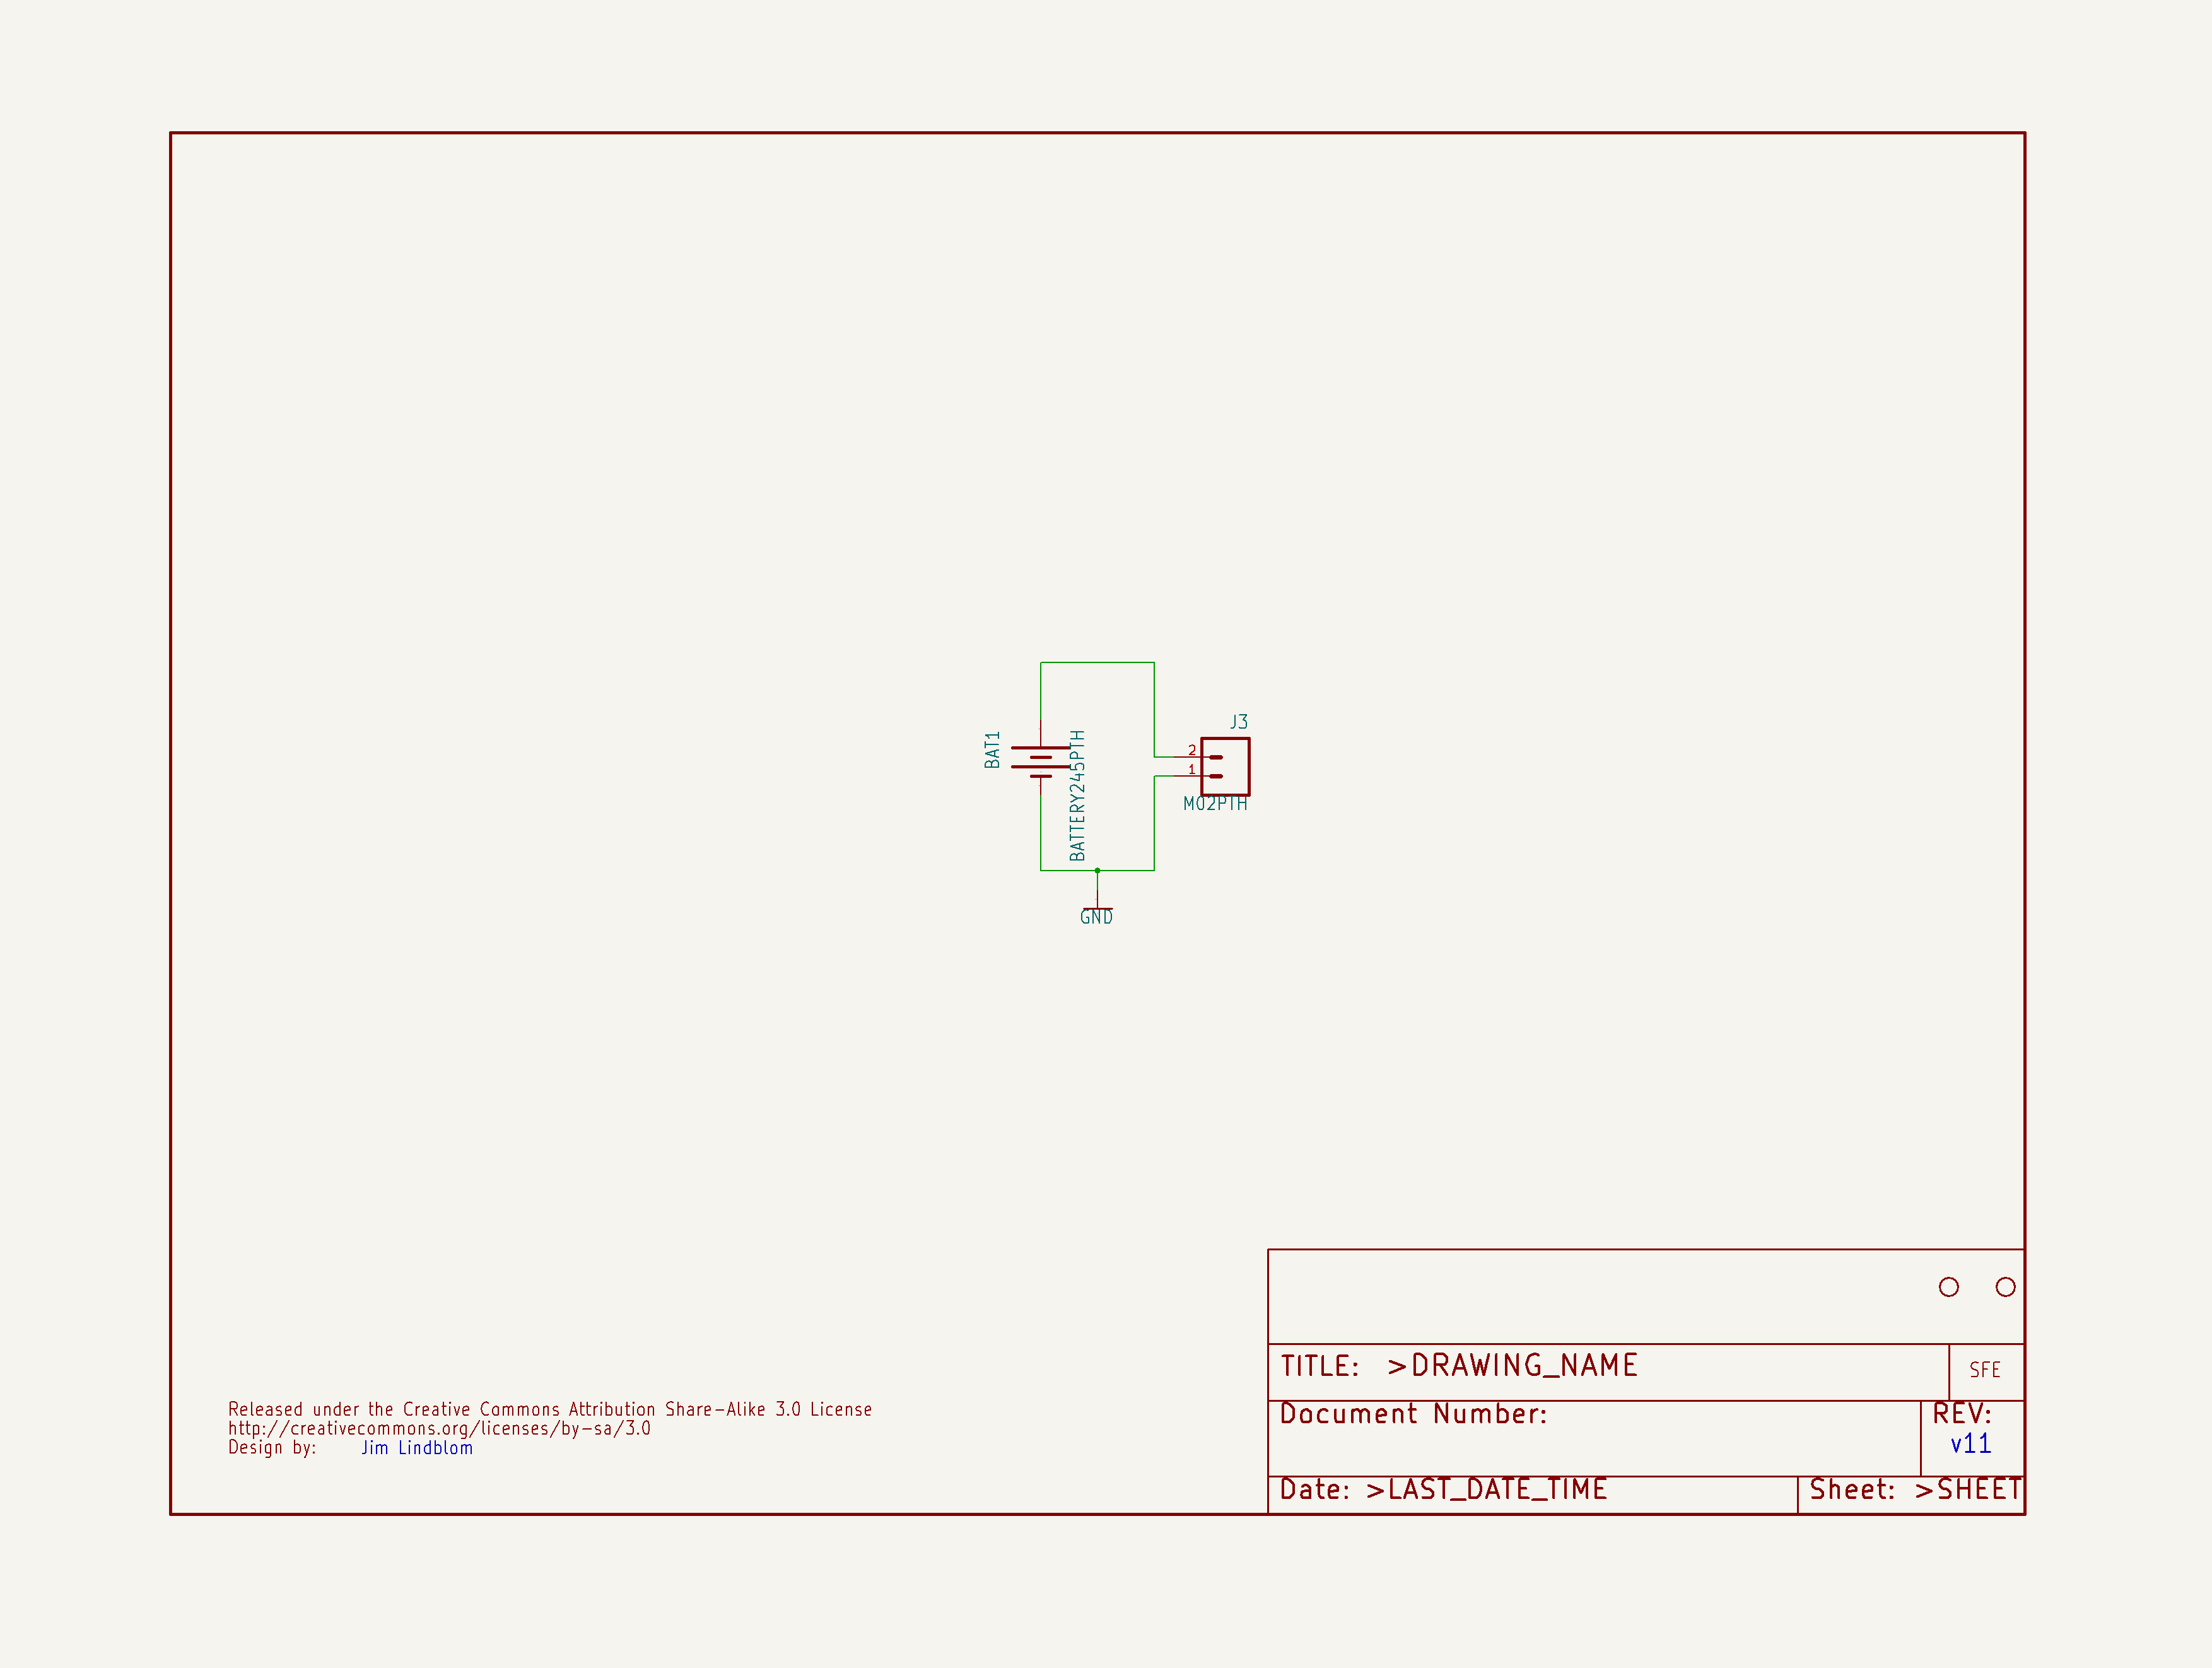 BAT1
BATTERY245PTH
J3
2
1
M02PTH
GND
TITLE: >DRAWING_NAME
SFE
Document Number:
REV:
v11
Date: >LAST_DATE_TIME
Sheet: >SHEET
Released under the Creative Commons Attribution Share-Alike 3.0 License
http://creativecommons.org/licenses/by-sa/3.0
Design by: Jim Lindblom